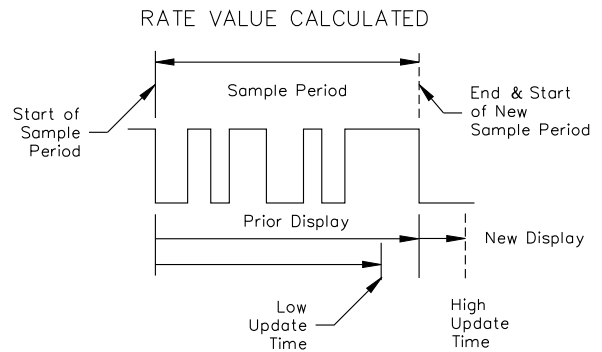 RATE VALUE CALCULATED
Sample Period
Start of
Sample
Period
End & Start
of New
Sample Period
Prior Display
New Display
Low
Update
Time
High
Update
Time